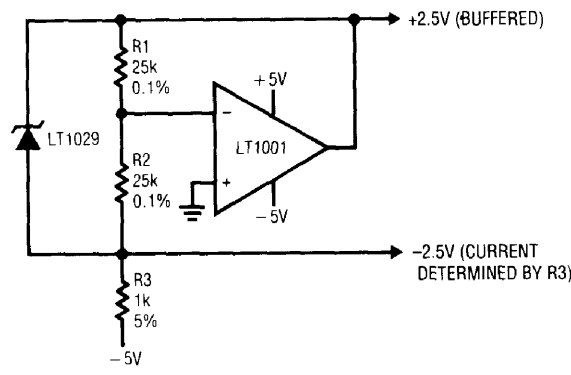 +2.5V (BUFFERED)
R1
25k
0.1%
+5V
−
LT1029
LT1001
R2
25k
0.1%
+
−5V
−2.5V (CURRENT
DETERMINED BY R3)
R3
1k
5%
−5V